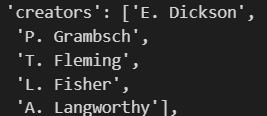 'creators': ['E. Dickson',
'P. Grambsch',
'T. Fleming',
'L. Fisher',
'A. Langworthy'],